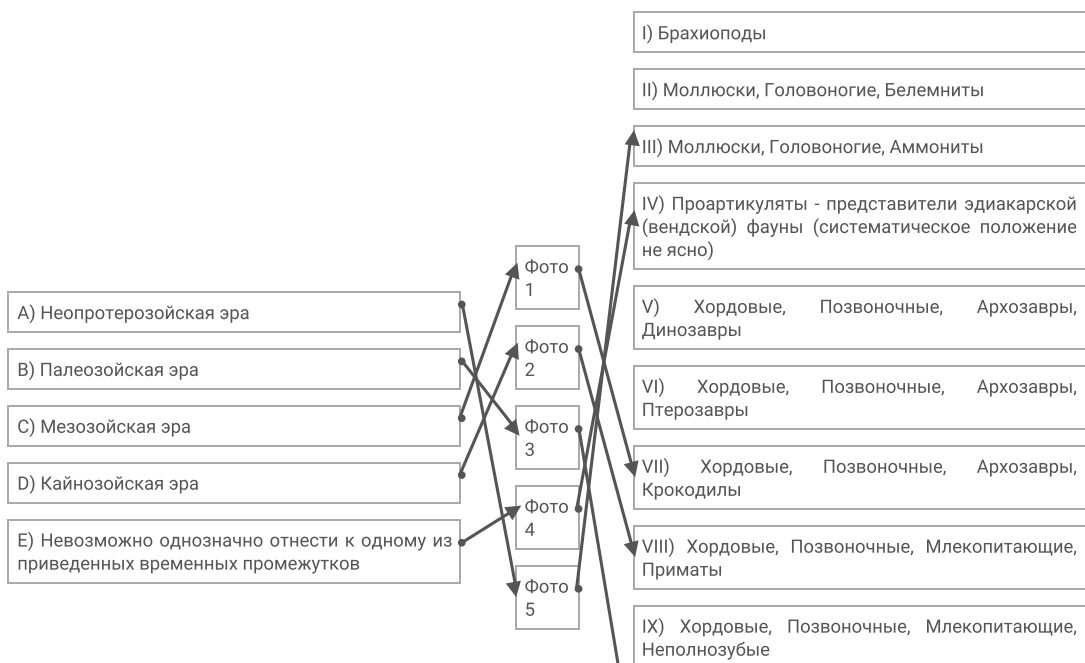 А) Неопротерозойская эра
В) Палеозойская эра
С) Мезозойская эра
D) Кайнозойская эра
Е) Невозможно однозначно отнести к одному из
приведенных временных промежутков
Фото
1
Фото
2
Фото
3
Фото
4
Фото
5
I) Брахиоподы
II) Моллюски, Головоногие, Белемниты
III) Моллюски, Головоногие, Аммониты
IV) Проартикуляты - представители эдиакарской
(вендской) фауны (систематическое положение
не ясно)
V) Хордовые, Позвоночные, Архозавры,
Динозавры
VI) Хордовые, Позвоночные, Архозавры,
Птерозавры
VII) Хордовые, Позвоночные, Архозавры,
Крокодилы
VIII) Хордовые, Позвоночные, Млекопитающие,
Приматы
IX) Хордовые, Позвоночные, Млекопитающие,
Неполнозубые